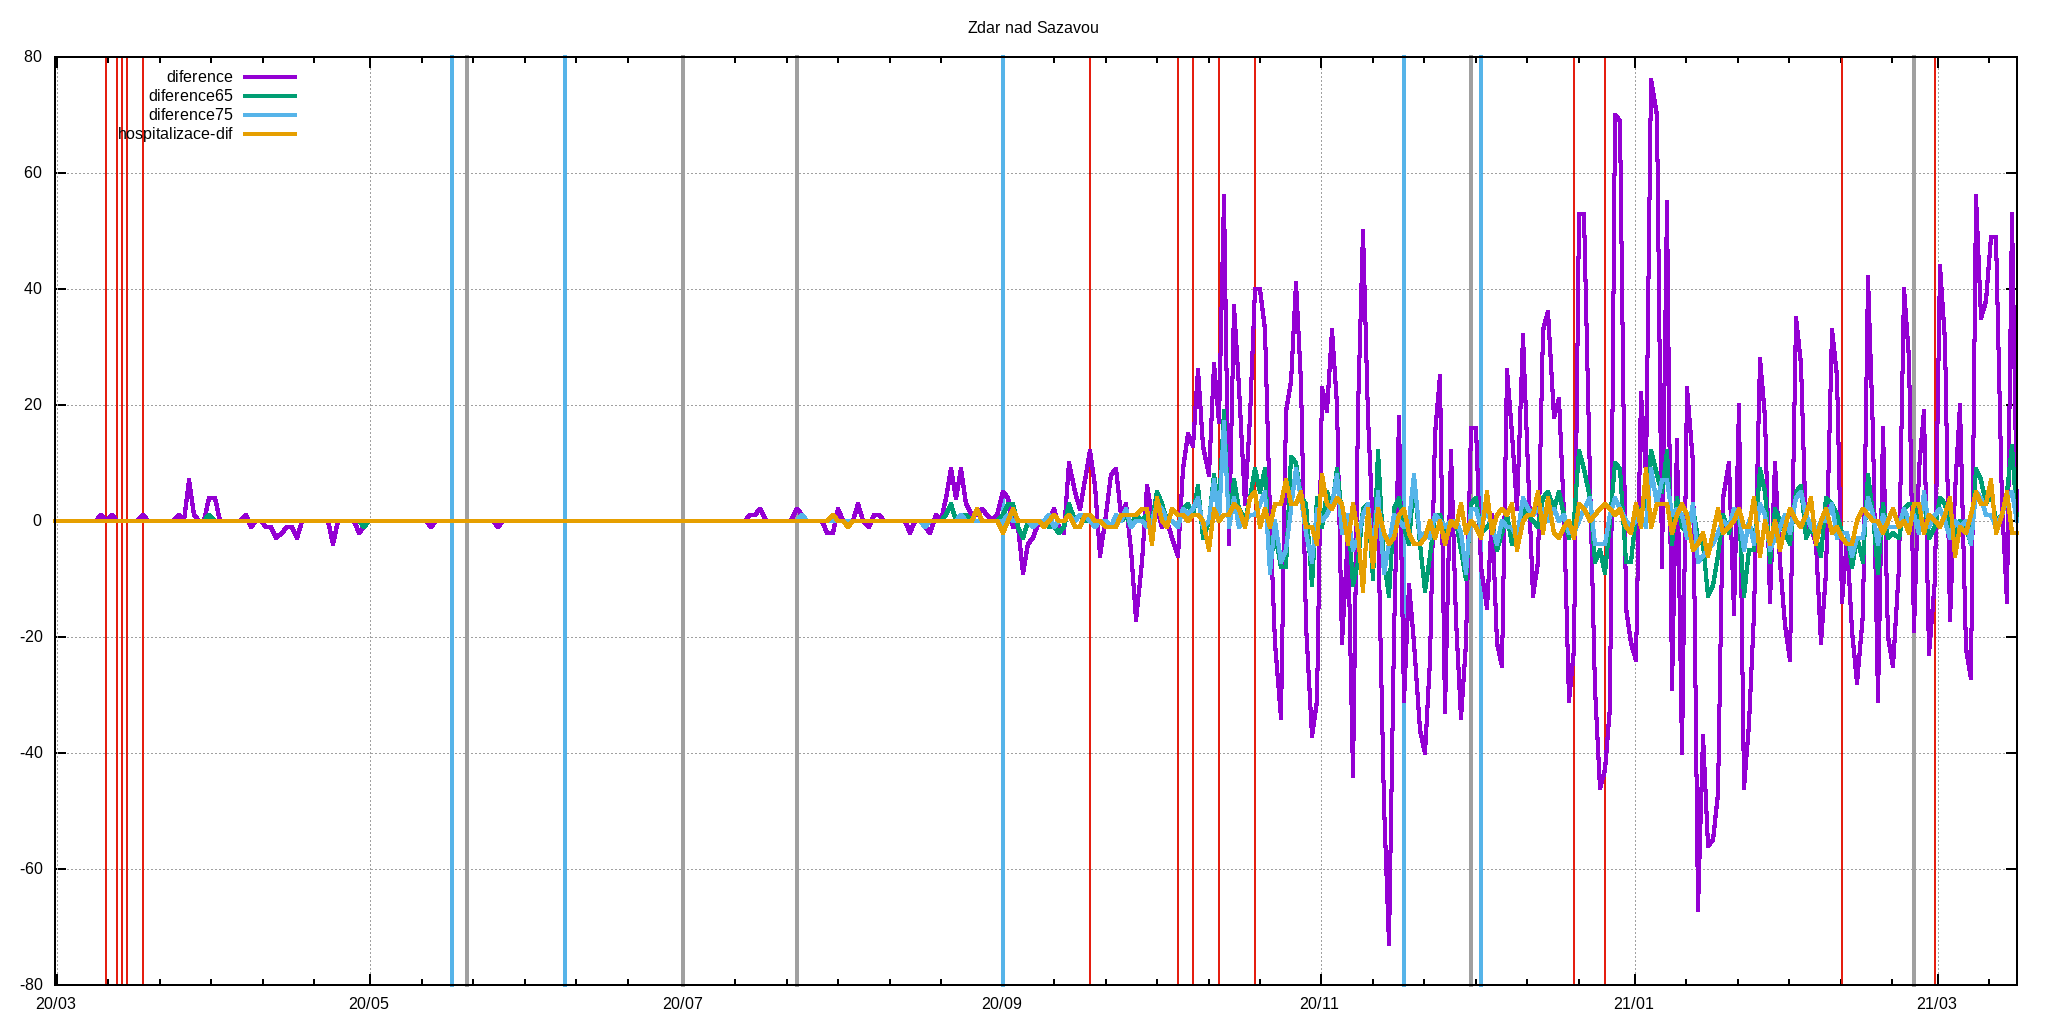 Zdar nad Sazavou
diference
diference65
diference75
hospitalizace-dif
80
60
40
20
0
-20
-40
-60
-80
20/03 20/05 20/07 20/09 20/11 21/01 21/03